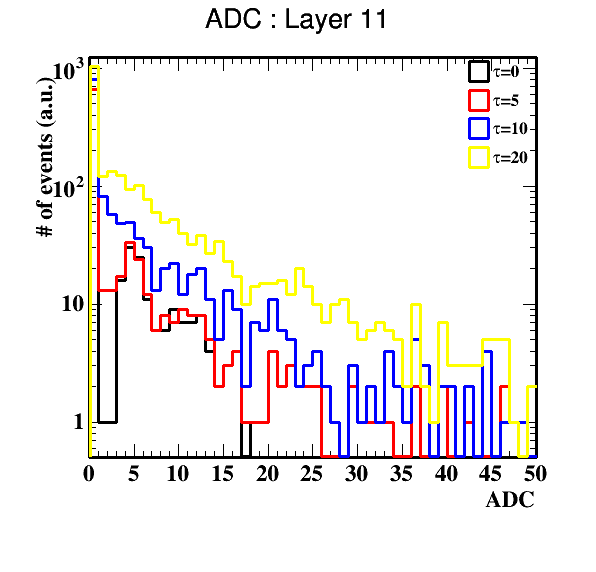 ADC : Layer 11
# of events (a.u.)
10³
10²
10
1
τ=0
τ=5
τ=10
τ=20
0 5 10 15 20 25 30 35 40 45 50
ADC